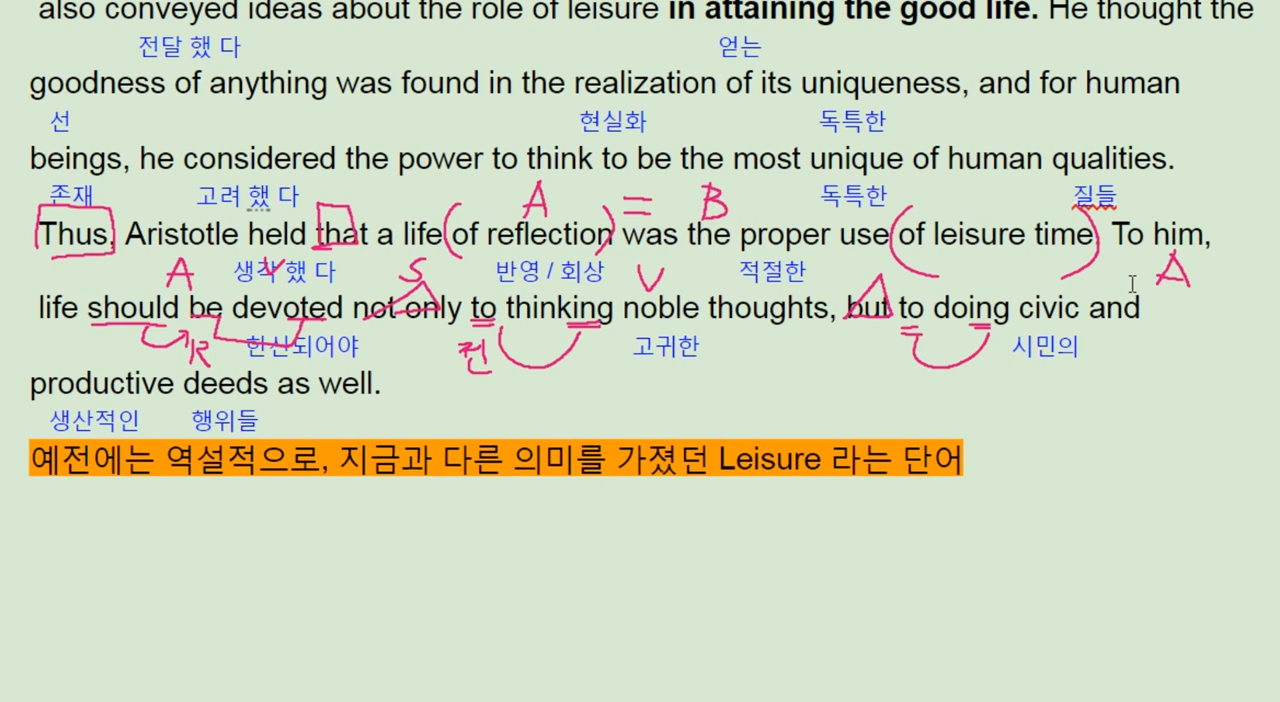 also conveyed ideas about the role of leisure in attaining the good life. He thought the
전달 했 다 얻는
goodness of anything was found in the realization of its uniqueness, and for human
선 현실화 독특한
beings, he considered the power to think to be the most unique of human qualities.
존재 고려 했 다 A = B 독특한 질들
Thus, Aristotle held that a life (of reflection) was the proper use (of leisure time) To him,
A 생각 했 다 V S 반영 / 회상 V 적절한 A
life should be devoted not only to thinking noble thoughts, but to doing civic and
R 헌신되어야 전 고귀한 시민의
productive deeds as well.
생산적인 행위들
예전에는 역설적으로, 지금과 다른 의미를 가졌던 Leisure 라는 단어